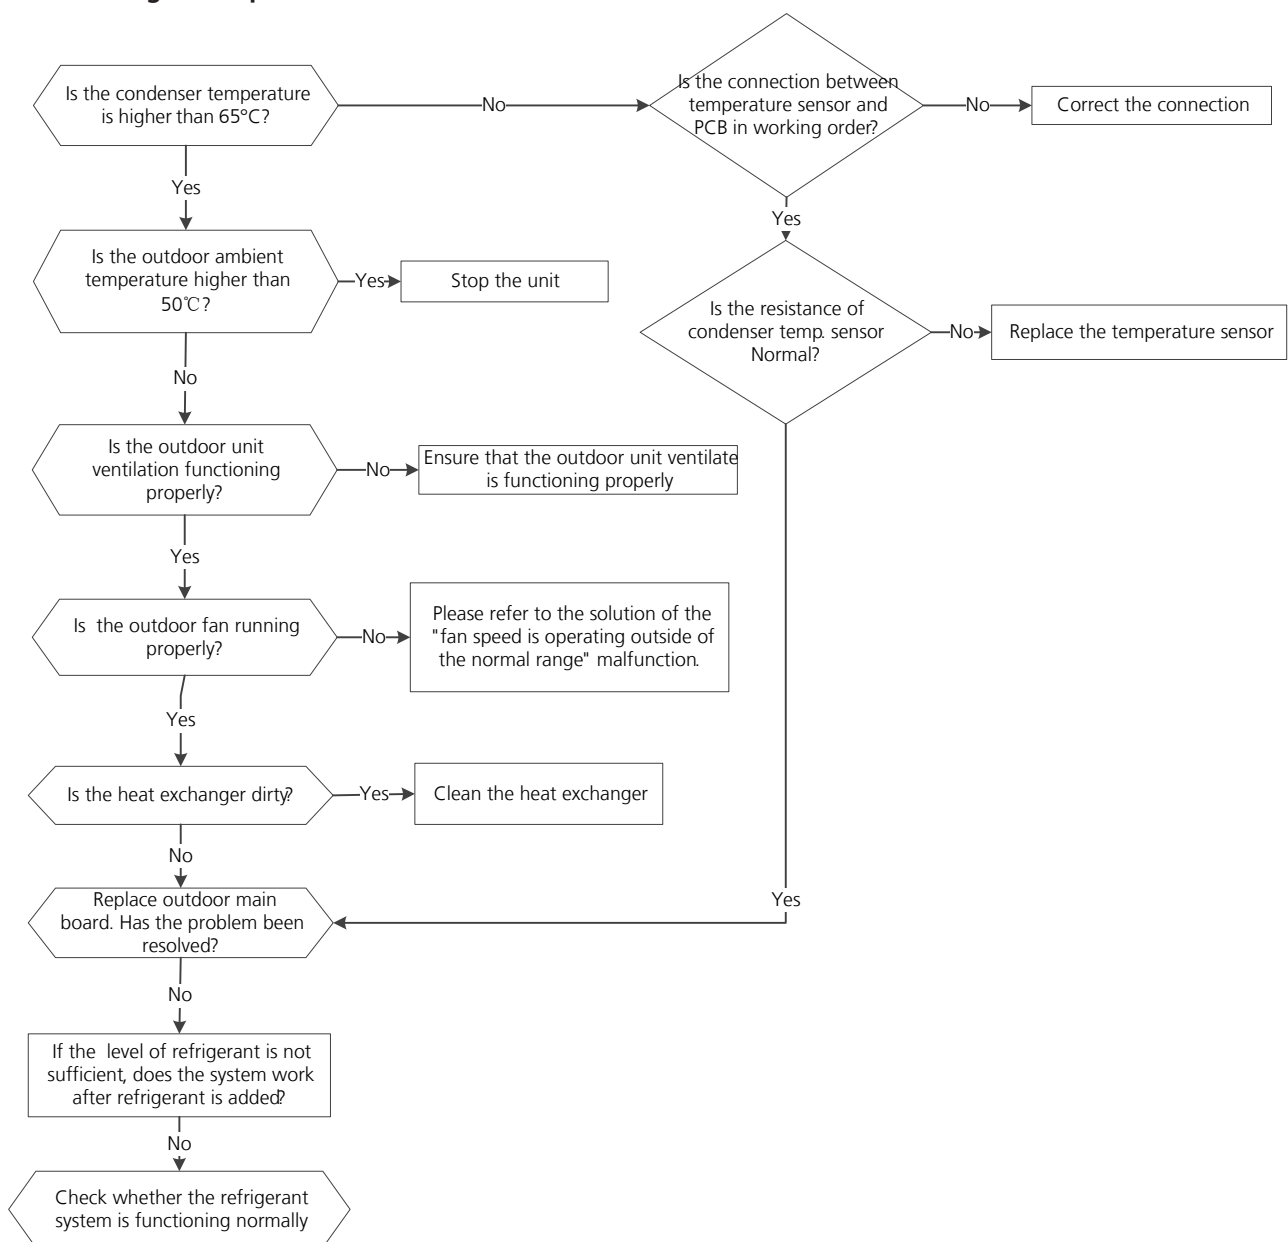 Is the condenser temperature
is higher than 65°C?
No
Is the connection between
temperature sensor and
PCB in working order?
No
Correct the connection
Yes
Yes
Is the outdoor ambient
temperature higher than
50℃?
Yes
Stop the unit
Is the resistance of
condenser temp. sensor
Normal?
No
Replace the temperature sensor
No
Is the outdoor unit
ventilation functioning
properly?
No
Ensure that the outdoor unit ventilate
is functioning properly
Yes
Is the outdoor fan running
properly?
No
Please refer to the solution of the
"fan speed is operating outside of
the normal range" malfunction.
Yes
Is the heat exchanger dirty?
Yes
Clean the heat exchanger
No
Yes
Replace outdoor main
board. Has the problem been
resolved?
No
If the level of refrigerant is not
sufficient, does the system work
after refrigerant is added?
No
Check whether the refrigerant
system is functioning normally